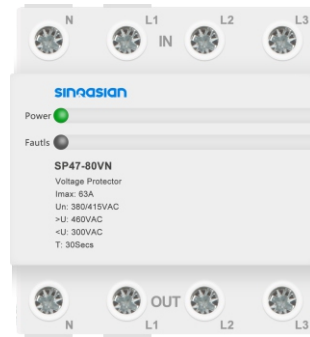 N L1 L2 L3
IN
sinoasian
Power
Fautls
SP47-80VN
Voltage Protector
Imax: 63A
Un: 380/415VAC
>U: 460VAC
<U: 300VAC
T: 30Secs
OUT
N L1 L2 L3